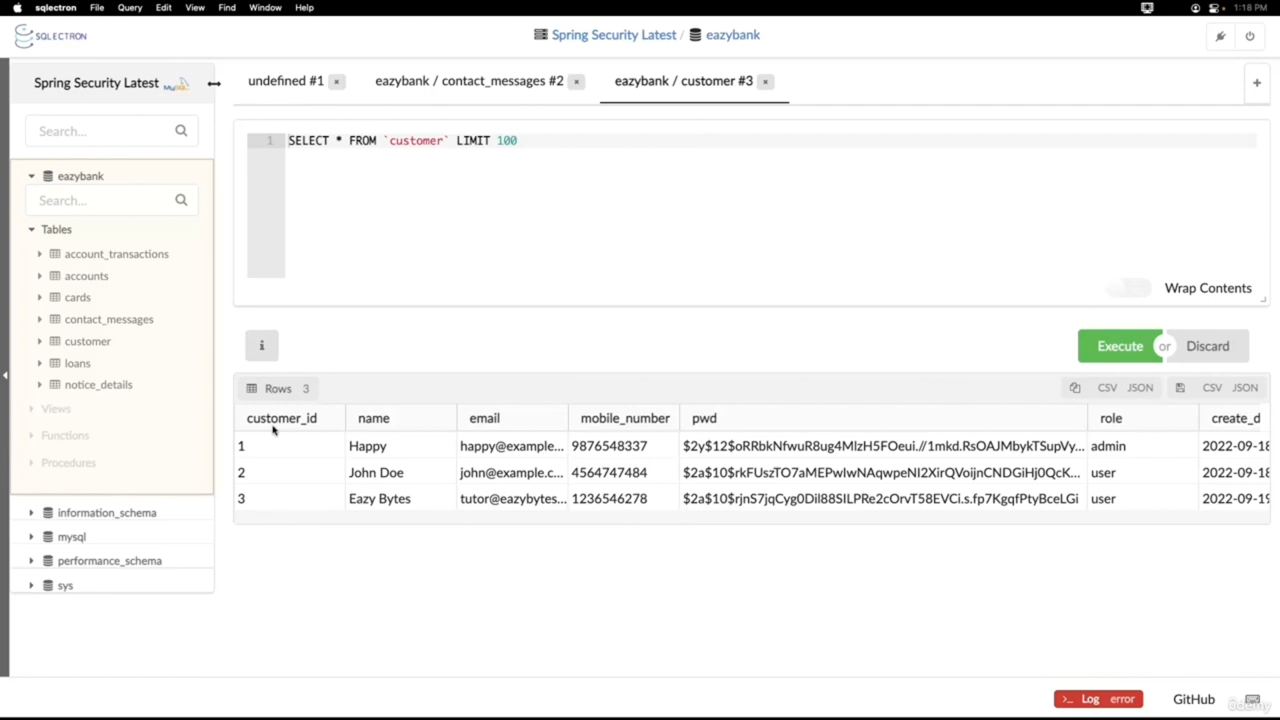 sqlectron File Query Edit View Find Window Help 1:18 PM
SQLECTRON Spring Security Latest / eazybank
Spring Security Latest MySQL
undefined #1 × eazybank / contact_messages #2 × eazybank / customer #3 × +
Search...
1 SELECT * FROM `customer` LIMIT 100
eazybank
Search...
Tables
account_transactions
accounts
cards
contact_messages
customer
loans
notice_details
Views
Functions
Procedures
information_schema
mysql
performance_schema
sys
Wrap Contents
i Execute or Discard
Rows 3 CSV JSON CSV JSON
customer_id name email mobile_number pwd role create_d
1 Happy happy@example... 9876548337 $2y$12$oRRbkNfwuR8ug4MlzH5FOeui.//1mkd.RsOAJMbykTSupVy... admin 2022-09-18
2 John Doe john@example.c... 4564747484 $2a$10$rkFUszTO7aMEPwIwNAqwpeNI2XirQVoijnCNDGiHj0QcK... user 2022-09-18
3 Eazy Bytes tutor@eazybytes... 1236546278 $2a$10$rjnS7jqCyg0Dil88SILPRe2cOrvT58EVCi.s.fp7KgqfPtyBceLGi user 2022-09-19
>_ Log error GitHub
ûdemy